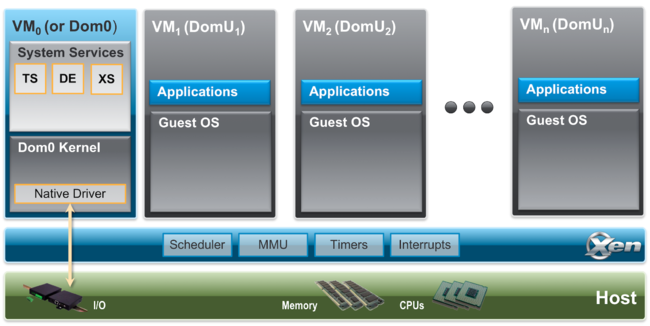 VM0 (or Dom0)
System Services
TS
DE
XS
Dom0 Kernel
Native Driver
VM1 (DomU1)
Applications
Guest OS
VM2 (DomU2)
Applications
Guest OS
VMn (DomUn)
Applications
Guest OS
Scheduler
MMU
Timers
Interrupts
Xen
I/O
Memory
CPUs
Host